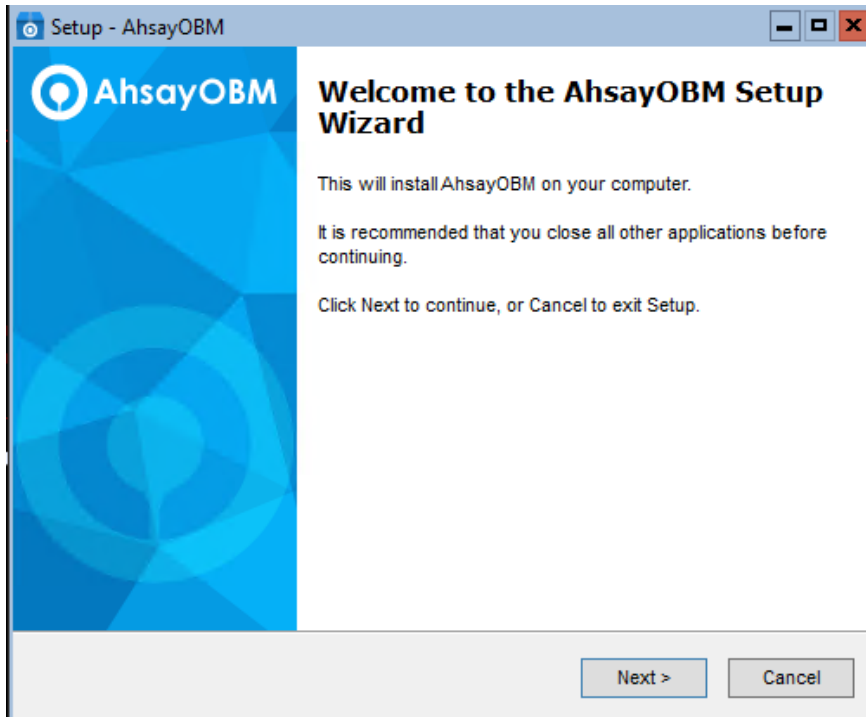 Setup - AhsayOBM
AhsayOBM
Welcome to the AhsayOBM Setup
Wizard
This will install AhsayOBM on your computer.
It is recommended that you close all other applications before
continuing.
Click Next to continue, or Cancel to exit Setup.
Next >
Cancel